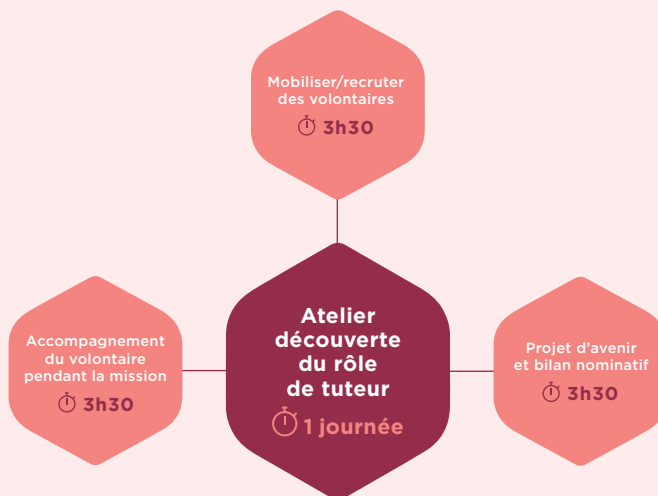 Mobiliser/recruter
des volontaires
3h30
Atelier
découverte
du rôle
de tuteur
1 journée
Accompagnement
du volontaire
pendant la mission
3h30
Projet d’avenir
et bilan nominatif
3h30